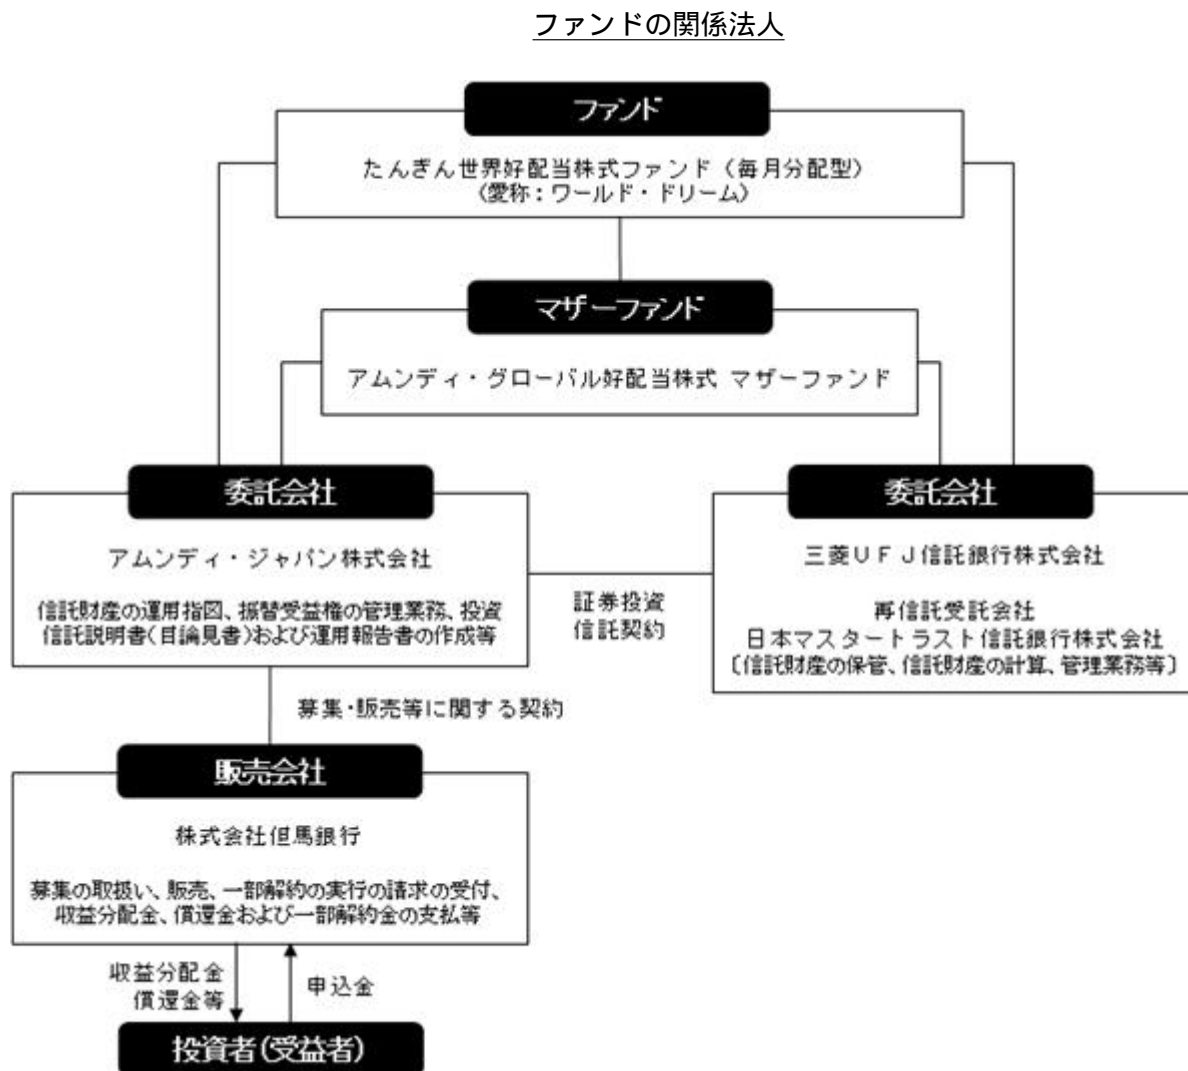 ファンドの関係法人
ファンド
たんぎん世界好配当株式ファンド（毎月分配型）
（愛称：ワールド・ドリーム）
マザーファンド
アムンディ・グローバル好配当株式 マザーファンド
委託会社
アムンディ・ジャパン株式会社
信託財産の運用指図、振替受益権の管理業務、投資
信託説明書（目論見書）および運用報告書の作成等
証券投資
信託契約
委託会社
三菱ＵＦＪ信託銀行株式会社
再信託受託会社
日本マスタートラスト信託銀行株式会社
〔信託財産の保管、信託財産の計算、管理業務等〕
募集・販売等に関する契約
販売会社
株式会社但馬銀行
募集の取扱い、販売、一部解約の実行の請求の受付、
収益分配金、償還金および一部解約金の支払等
収益分配金
償還金等
申込金
投資者（受益者）